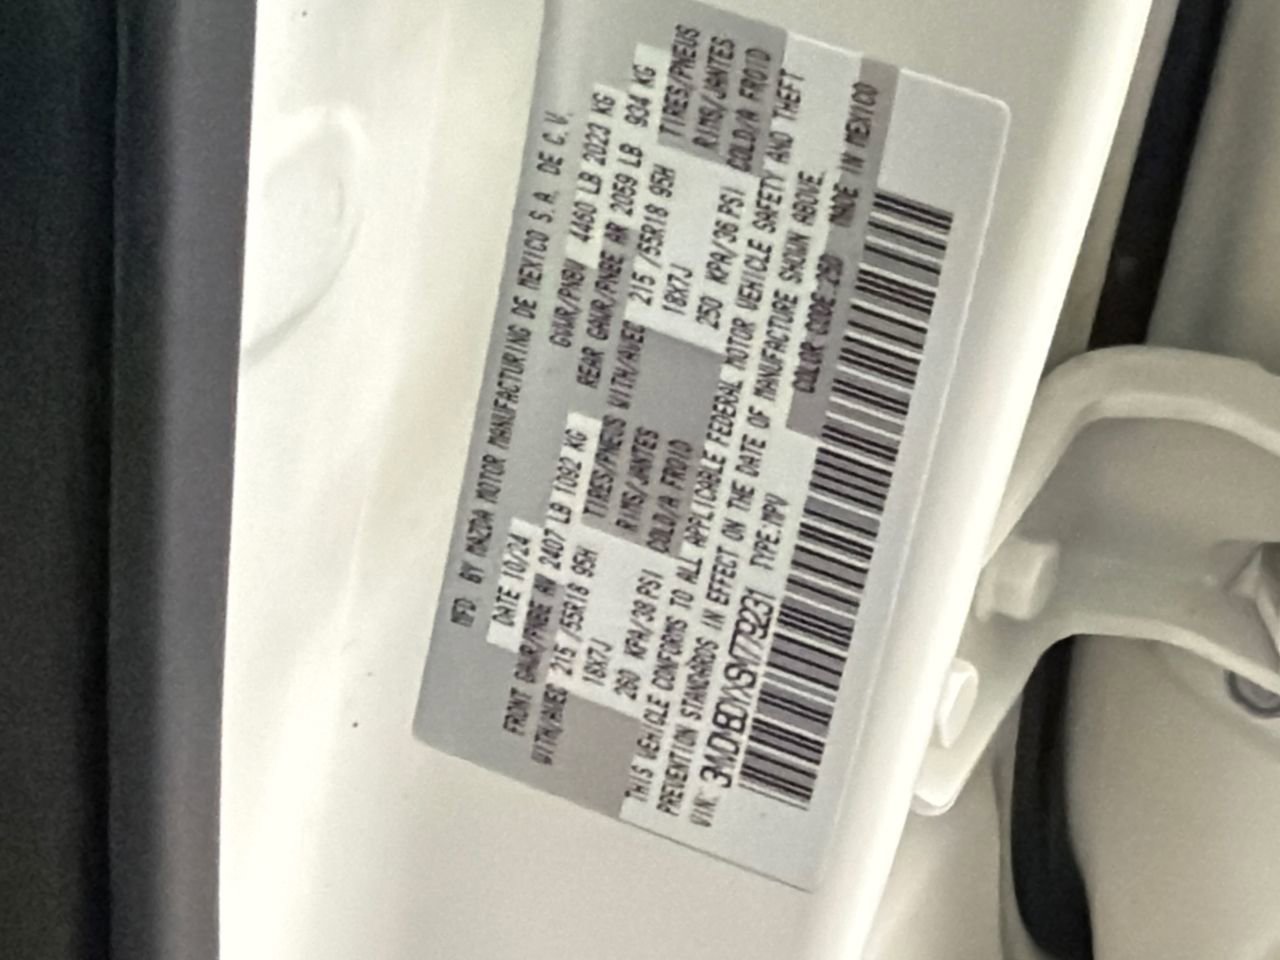 MFD. BY MAZDA MOTOR MANUFACTURING DE MEXICO S.A. DE C.V.
DATE 10/24 GVWR/PNBV 4460 LB 2023 KG
FRONT GAWR/PNBE AV 2407 LB 1092 KG REAR GAWR/PNBE AR 2059 LB 934 KG
WITH/AVEC 215/55R18 95H TIRES/PNEUS WITH/AVEC 215/55R18 95H TIRES/PNEUS
18X7J RIMS/JANTES 18X7J RIMS/JANTES
260 KPA/38 PSI COLD/A FROID 250 KPA/36 PSI COLD/A FROID
THIS VEHICLE CONFORMS TO ALL APPLICABLE FEDERAL MOTOR VEHICLE SAFETY AND THEFT
PREVENTION STANDARDS IN EFFECT ON THE DATE OF MANUFACTURE SHOWN ABOVE.
VIN: TYPE:MPV COLOR CODE 25D MADE IN MEXICO